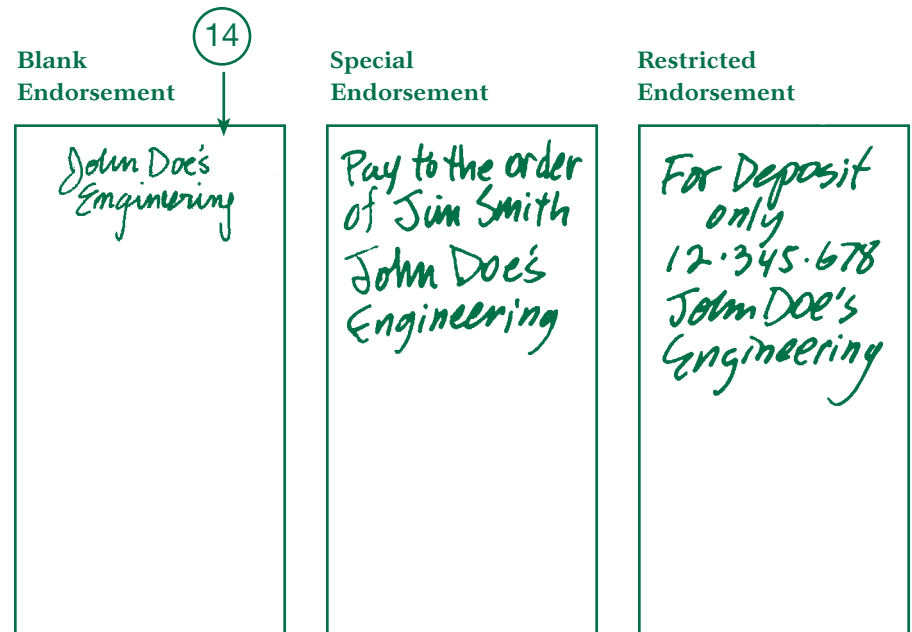 14
Blank
Endorsement
John Doe's
Engineering
Special
Endorsement
Pay to the order
of Jim Smith
John Doe's
Engineering
Restricted
Endorsement
For Deposit
only
12.345.678
John Doe's
Engineering